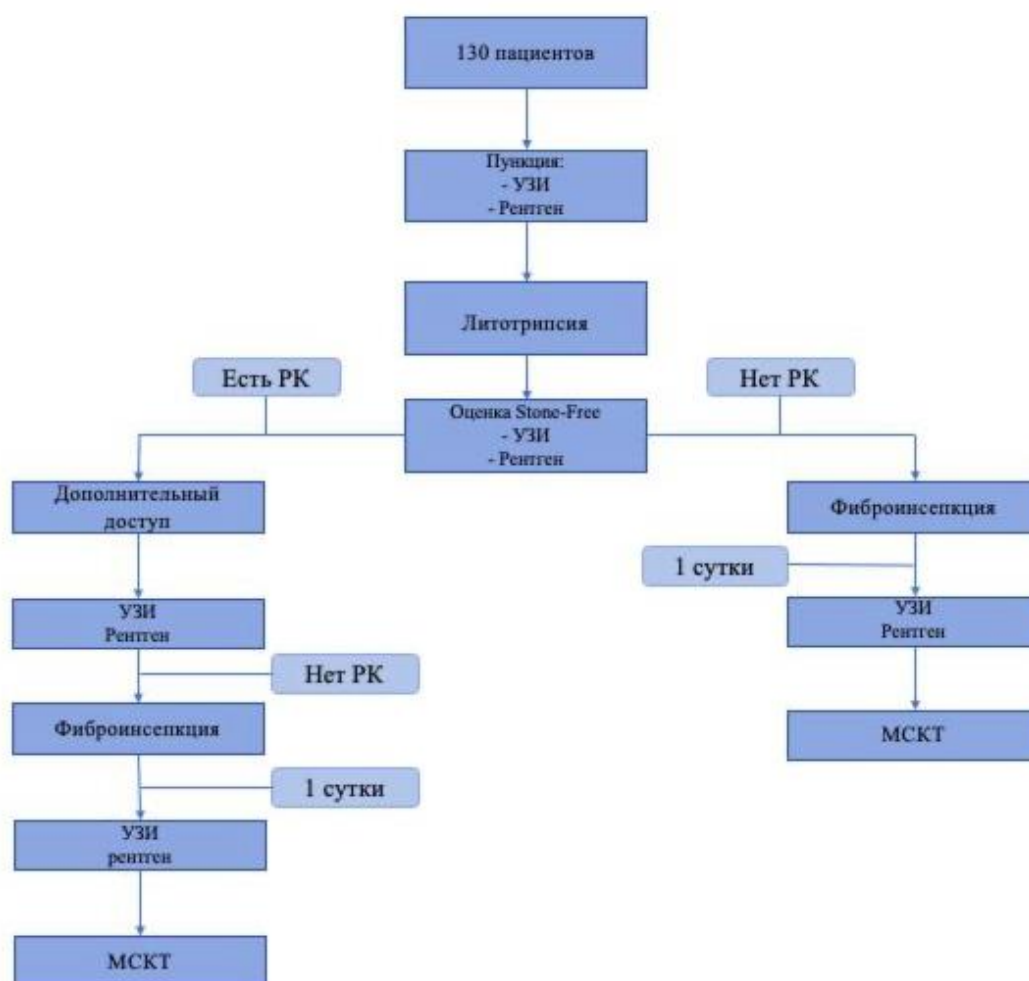 130 пациентов
Пункция:
- УЗИ
- Рентген
Литотрипсия
Есть РК
Нет РК
Оценка Stone-Free
- УЗИ
- Рентген
Дополнительный
доступ
Фиброинсепкция
1 сутки
УЗИ
Рентген
УЗИ
Рентген
Нет РК
Фиброинсепкция
МСКТ
1 сутки
УЗИ
рентген
МСКТ